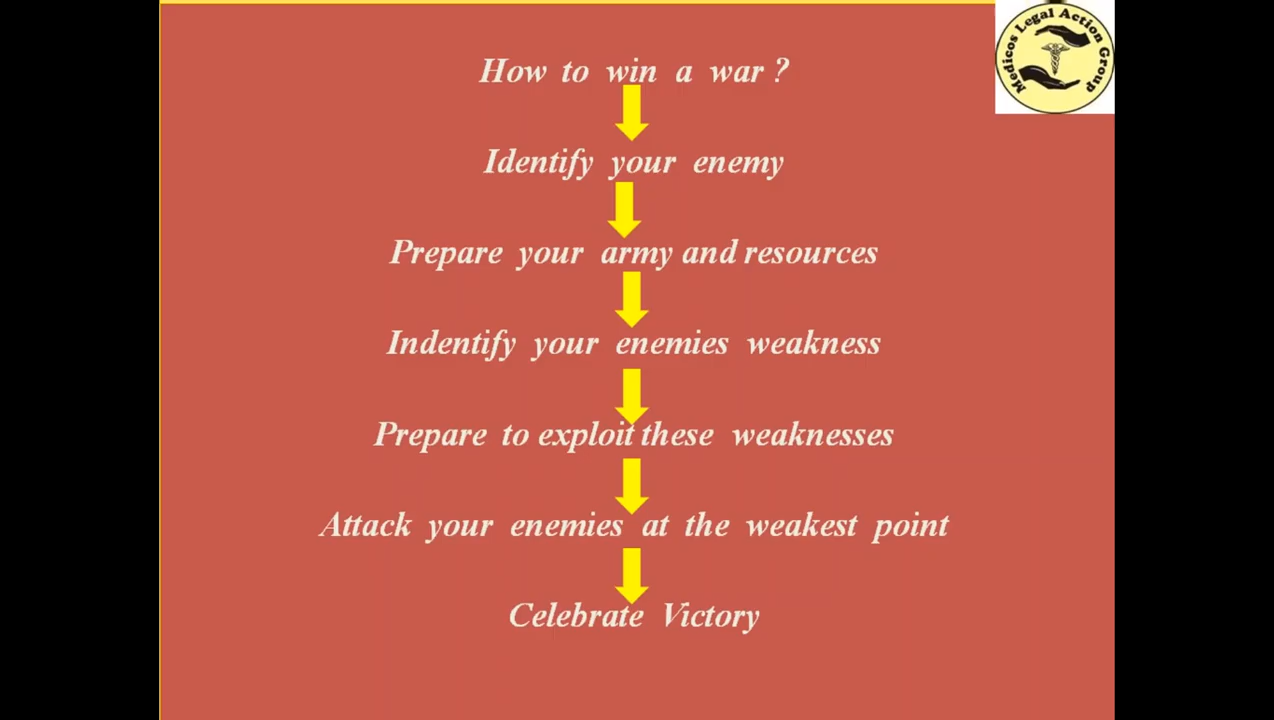 How to win a war ?
Medicos Legal Action Group
Identify your enemy
Prepare your army and resources
Indentify your enemies weakness
Prepare to exploit these weaknesses
Attack your enemies at the weakest point
Celebrate Victory